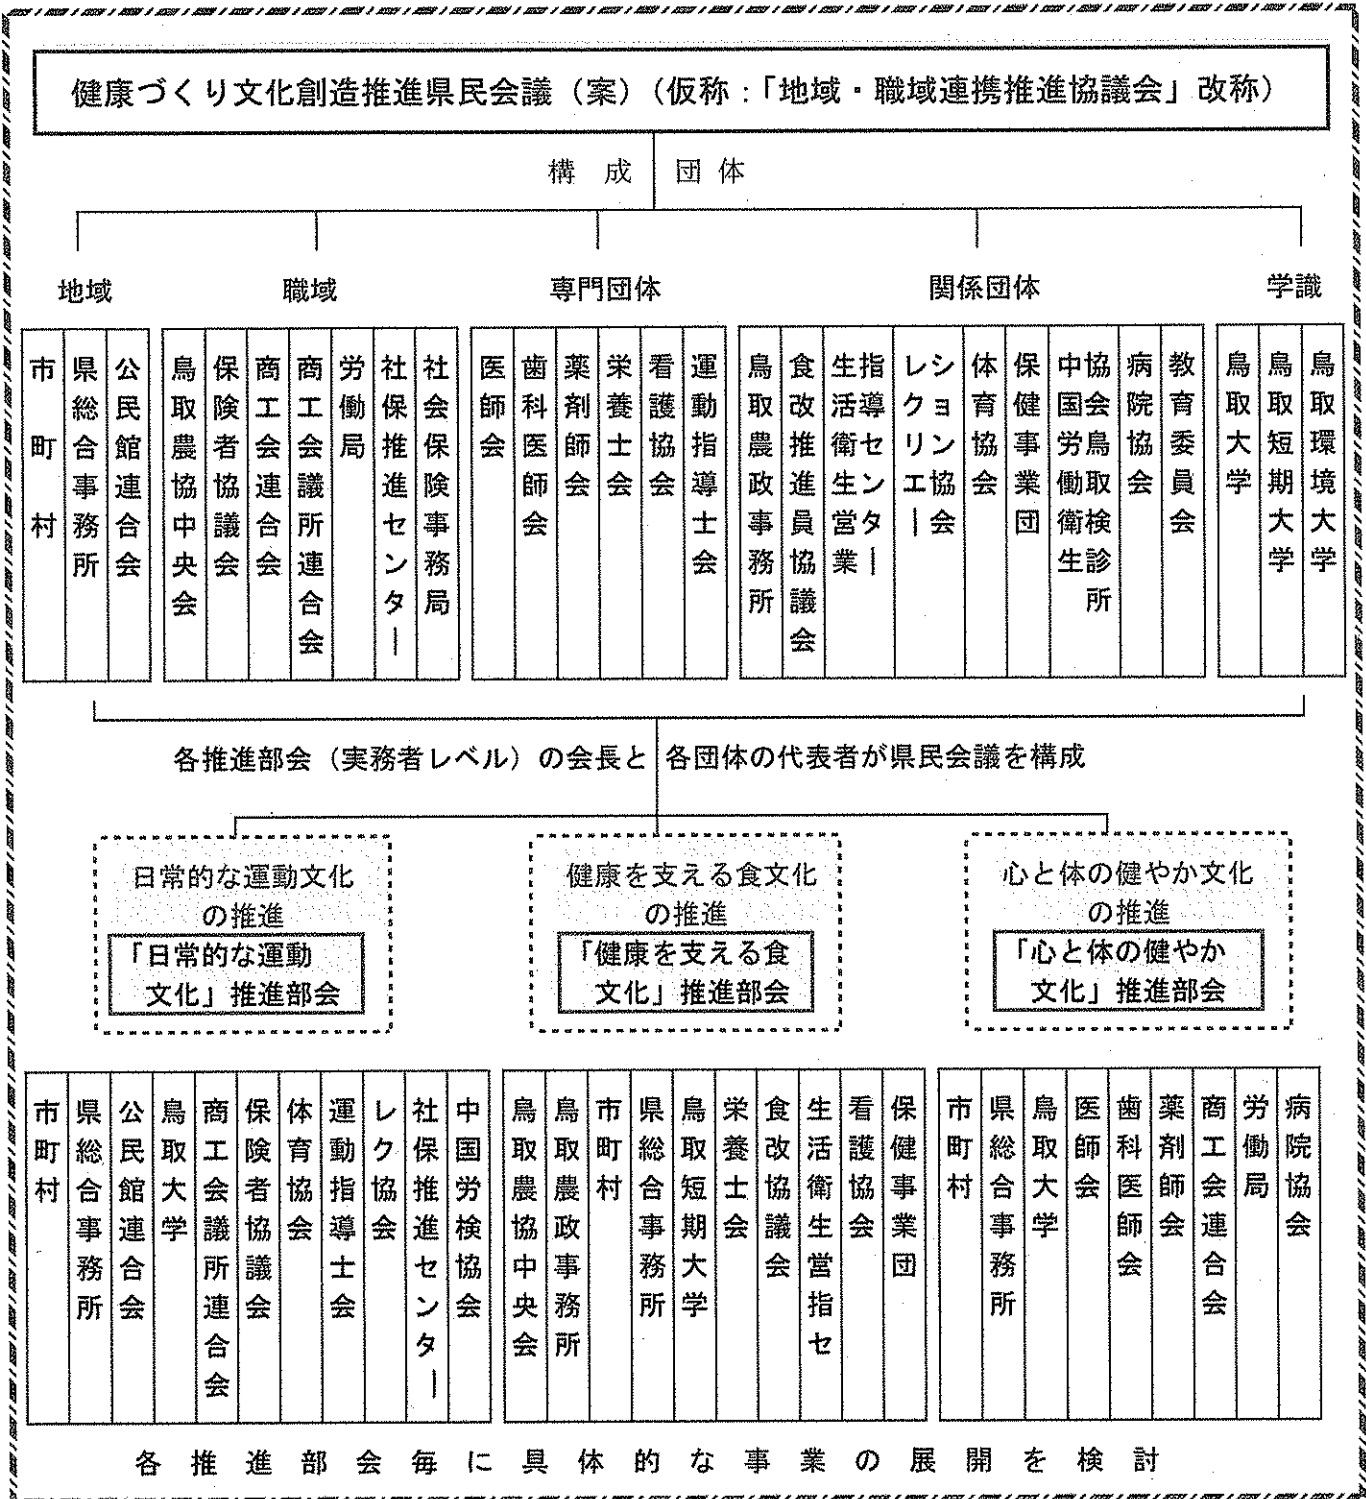 健康づくり文化創造推進県民会議（案）（仮称：「地域・職域連携推進協議会」改称）
構成団体
地域
職域
専門団体
関係団体
学識
市町村
県総合事務所
公民館連合会
鳥取農協中央会
保険者協議会
商工会連合会
商工会議所連合会
労働局
社保推進センター
社会保険事務局
医師会
歯科医師会
薬剤師会
栄養士会
看護協会
運動指導士会
鳥取農政事務所
食改推進員協議会
生活衛生営業
指導センター
レクリエー
ション協会
体育協会
保健事業団
中国労働衛生
協会鳥取検診所
病院協会
教育委員会
鳥取大学
鳥取短期大学
鳥取環境大学
各推進部会（実務者レベル）の会長と各団体の代表者が県民会議を構成
日常的な運動文化
の推進
「日常的な運動
文化」推進部会
健康を支える食文化
の推進
「健康を支える食
文化」推進部会
心と体の健やか文化
の推進
「心と体の健やか
文化」推進部会
市町村
県総合事務所
公民館連合会
鳥取大学
商工会議所連合会
保険者協議会
体育協会
運動指導士会
レク協会
社保推進センター
中国労検協会
鳥取農協中央会
鳥取農政事務所
市町村
県総合事務所
鳥取短期大学
栄養士会
食改協議会
生活衛生営指セ
看護協会
保健事業団
市町村
県総合事務所
鳥取大学
医師会
歯科医師会
薬剤師会
商工会連合会
労働局
病院協会
各推進部会毎に具体的な事業の展開を検討